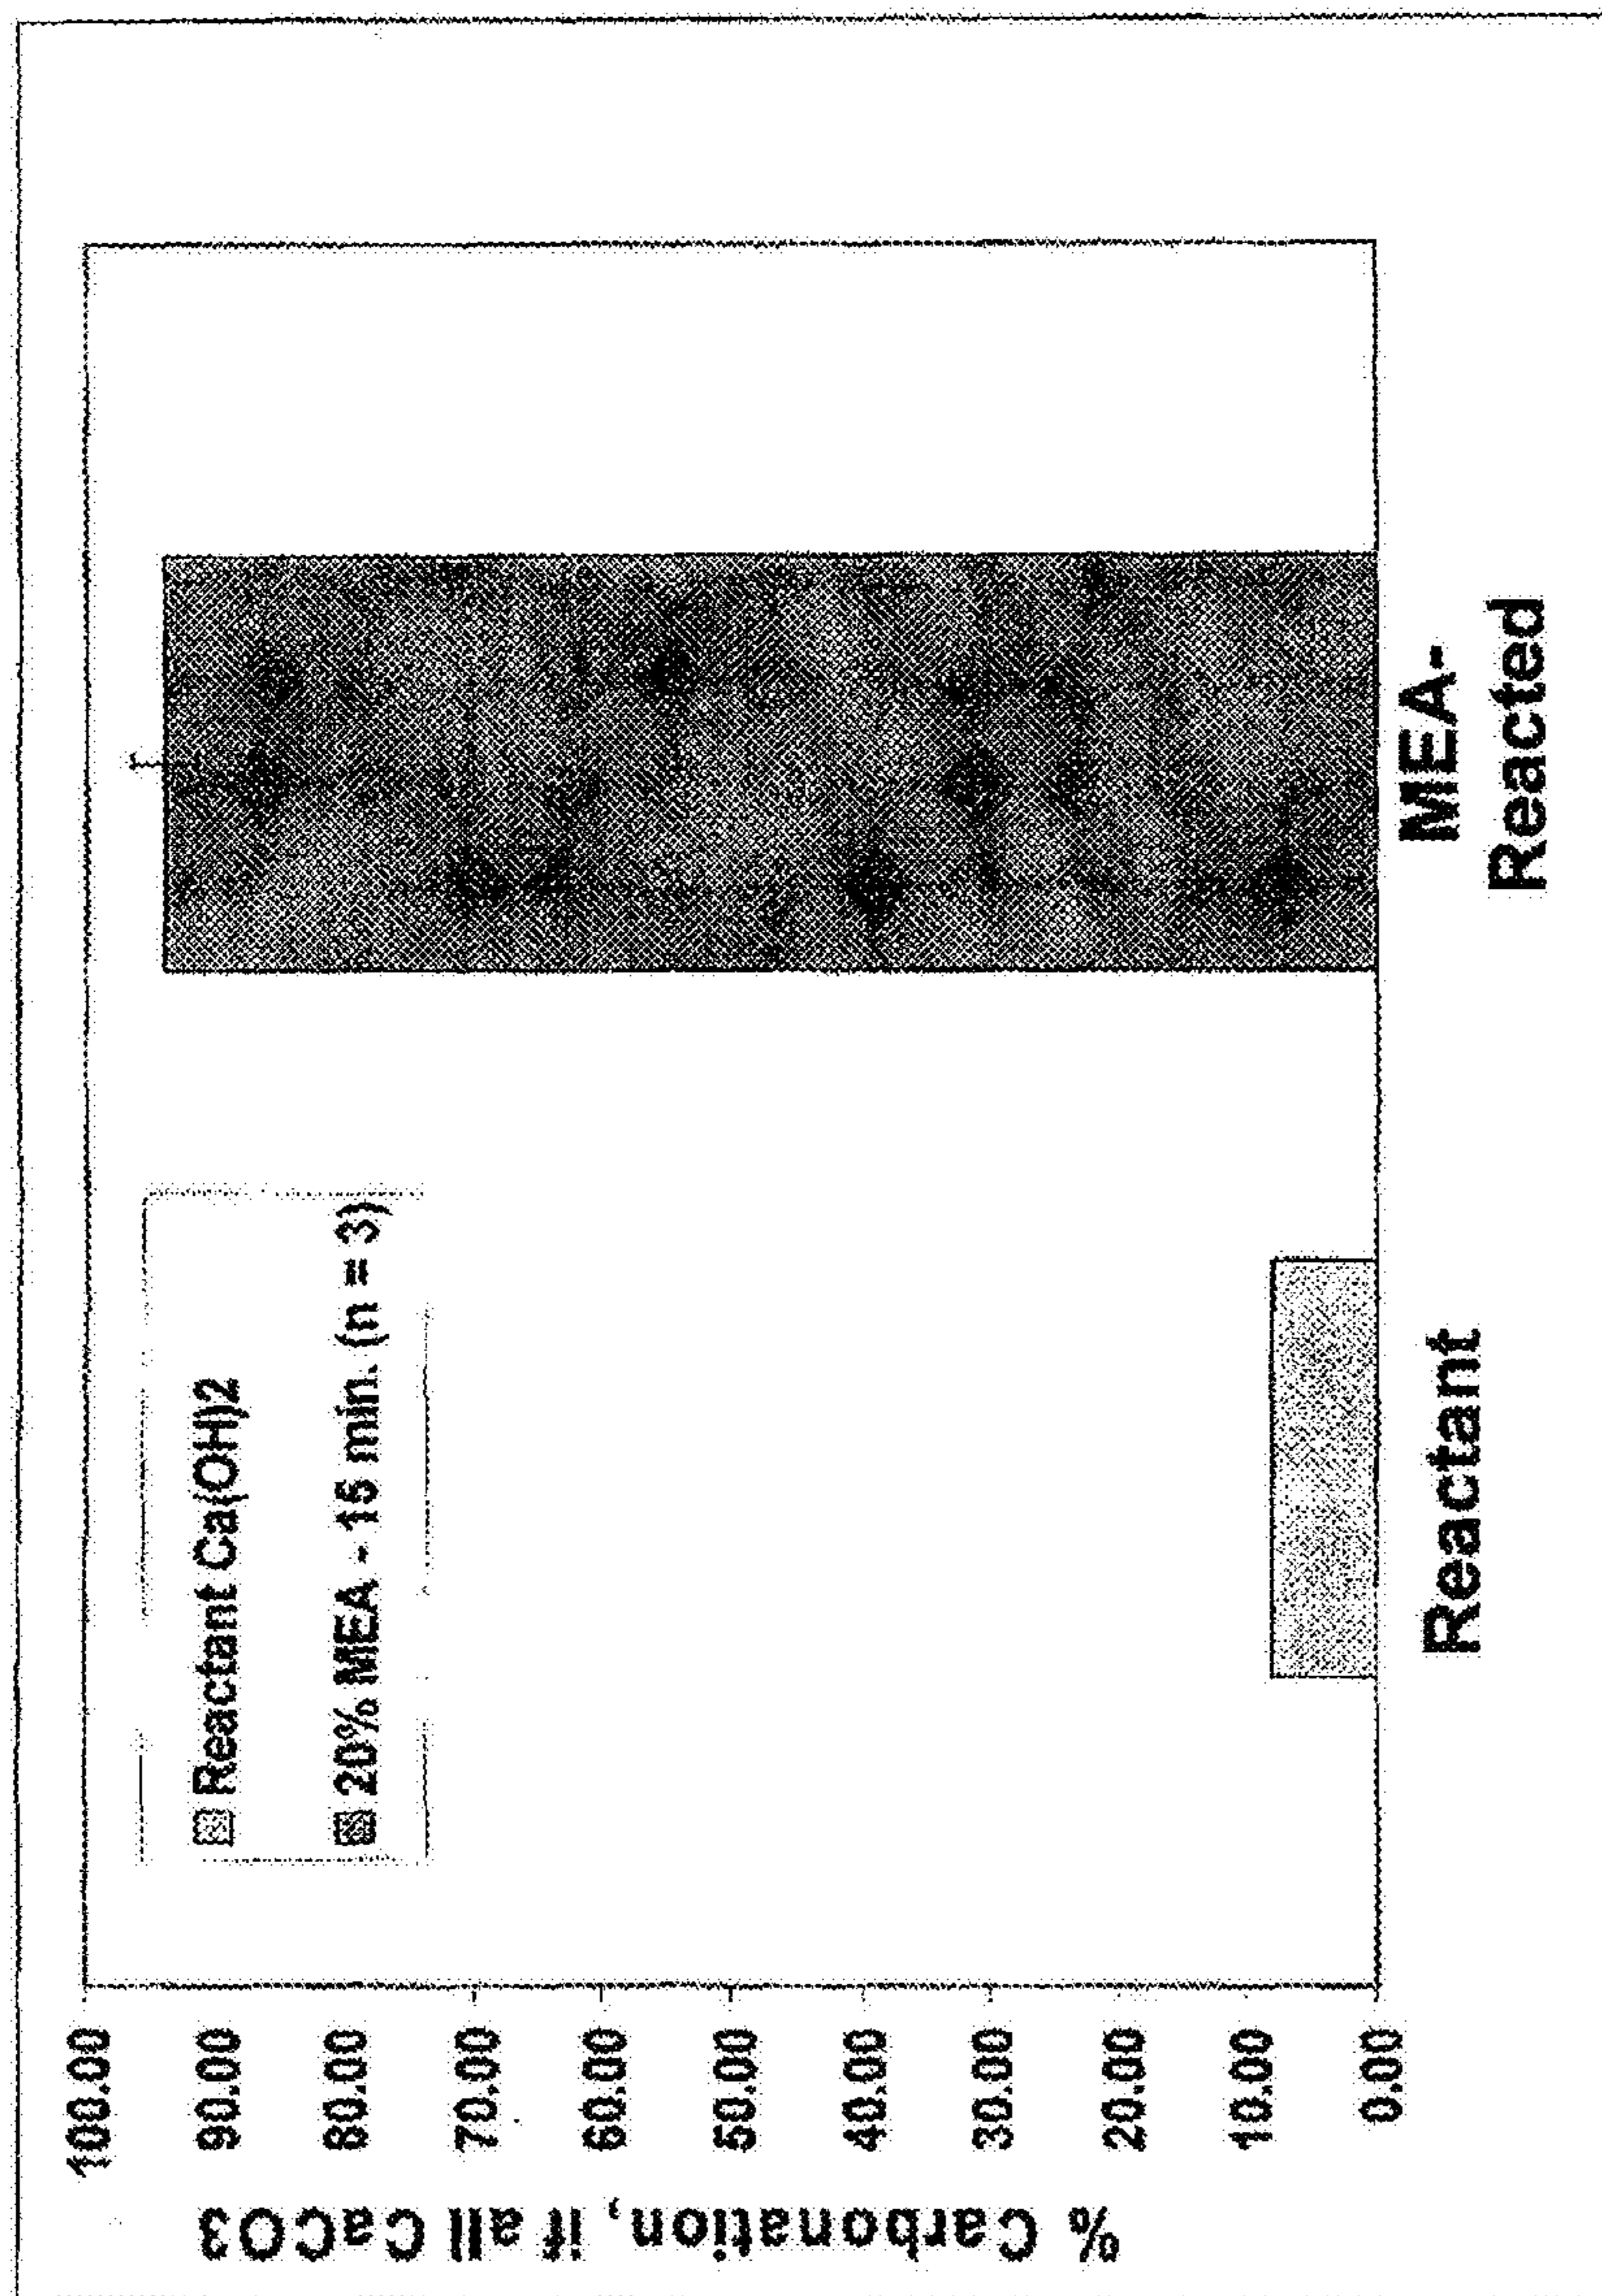 % Carbonation, if all CaCO3
100.00
90.00
80.00
70.00
60.00
50.00
40.00
30.00
20.00
10.00
0.00
Reactant Ca(OH)2
20% MEA - 15 min. (n = 3)
Reactant
MEA-
Reacted